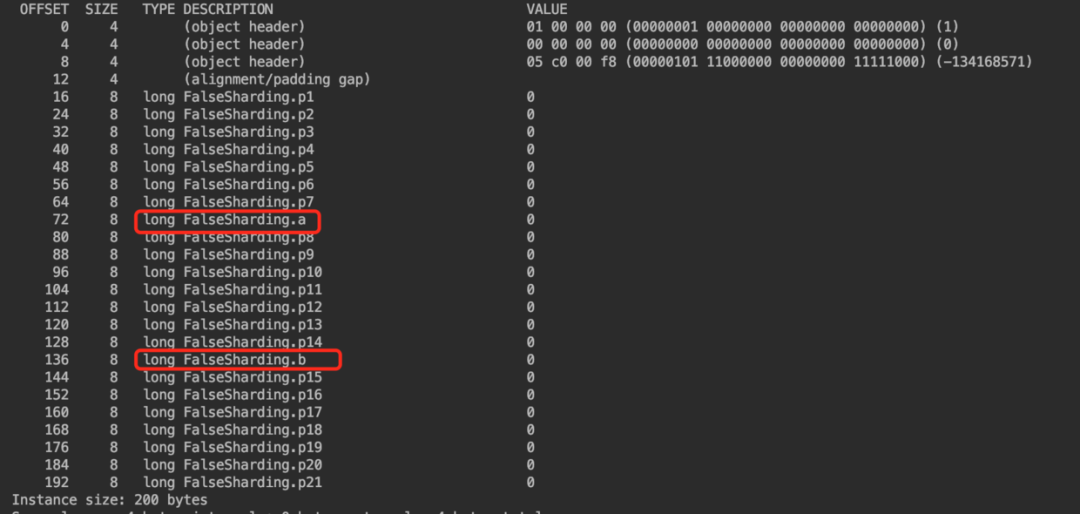 OFFSET SIZE TYPE DESCRIPTION VALUE
0 4 (object header) 01 00 00 00 (00000001 00000000 00000000 00000000) (1)
4 4 (object header) 00 00 00 00 (00000000 00000000 00000000 00000000) (0)
8 4 (object header) 05 c0 00 f8 (00000101 11000000 00000000 11111000) (-134168571)
12 4 (alignment/padding gap)
16 8 long FalseSharding.p1 0
24 8 long FalseSharding.p2 0
32 8 long FalseSharding.p3 0
40 8 long FalseSharding.p4 0
48 8 long FalseSharding.p5 0
56 8 long FalseSharding.p6 0
64 8 long FalseSharding.p7 0
72 8 long FalseSharding.a 0
80 8 long FalseSharding.p8 0
88 8 long FalseSharding.p9 0
96 8 long FalseSharding.p10 0
104 8 long FalseSharding.p11 0
112 8 long FalseSharding.p12 0
120 8 long FalseSharding.p13 0
128 8 long FalseSharding.p14 0
136 8 long FalseSharding.b 0
144 8 long FalseSharding.p15 0
152 8 long FalseSharding.p16 0
160 8 long FalseSharding.p17 0
168 8 long FalseSharding.p18 0
176 8 long FalseSharding.p19 0
184 8 long FalseSharding.p20 0
192 8 long FalseSharding.p21 0
Instance size: 200 bytes